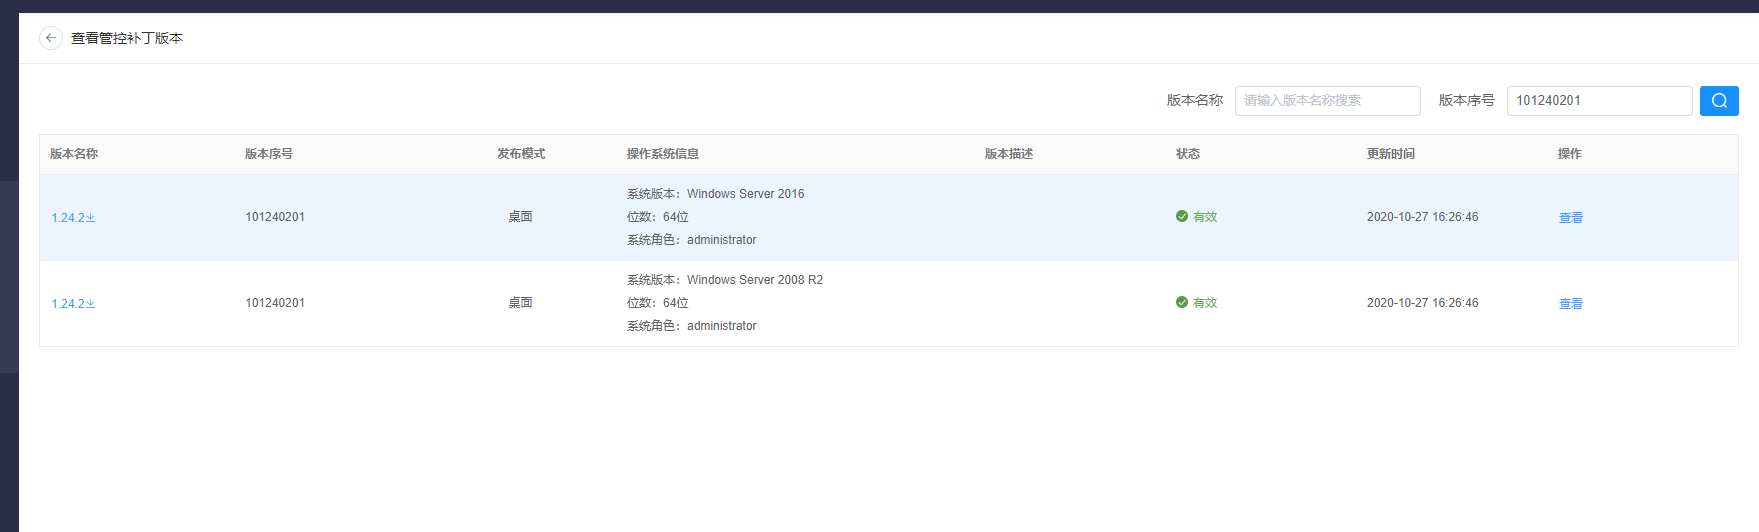 查看管控补丁版本
版本名称 请输入版本名称搜索 版本序号 101240201
版本名称 版本序号 发布模式 操作系统信息 版本描述 状态 更新时间 操作
系统版本：Windows Server 2016
1.24.2 101240201 桌面 位数：64位 有效 2020-10-27 16:26:46 查看
系统角色：administrator
系统版本：Windows Server 2008 R2
1.24.2 101240201 桌面 位数：64位 有效 2020-10-27 16:26:46 查看
系统角色：administrator